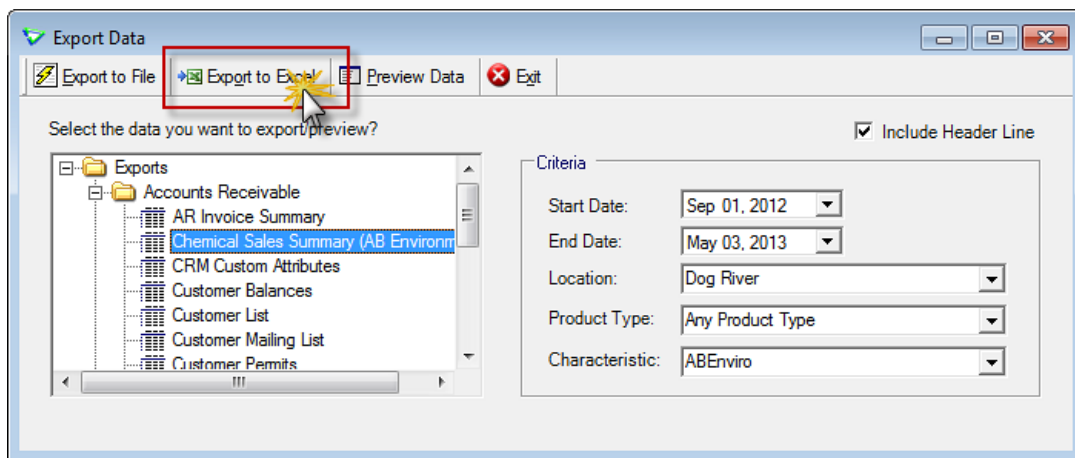 Export Data
Export to File Export to Excel Preview Data Exit
Select the data you want to export/preview?
Include Header Line
Exports
Accounts Receivable
AR Invoice Summary
Chemical Sales Summary (AB Environm
CRM Custom Attributes
Customer Balances
Customer List
Customer Mailing List
Customer Permits
Criteria
Start Date: Sep 01, 2012
End Date: May 03, 2013
Location: Dog River
Product Type: Any Product Type
Characteristic: ABEnviro